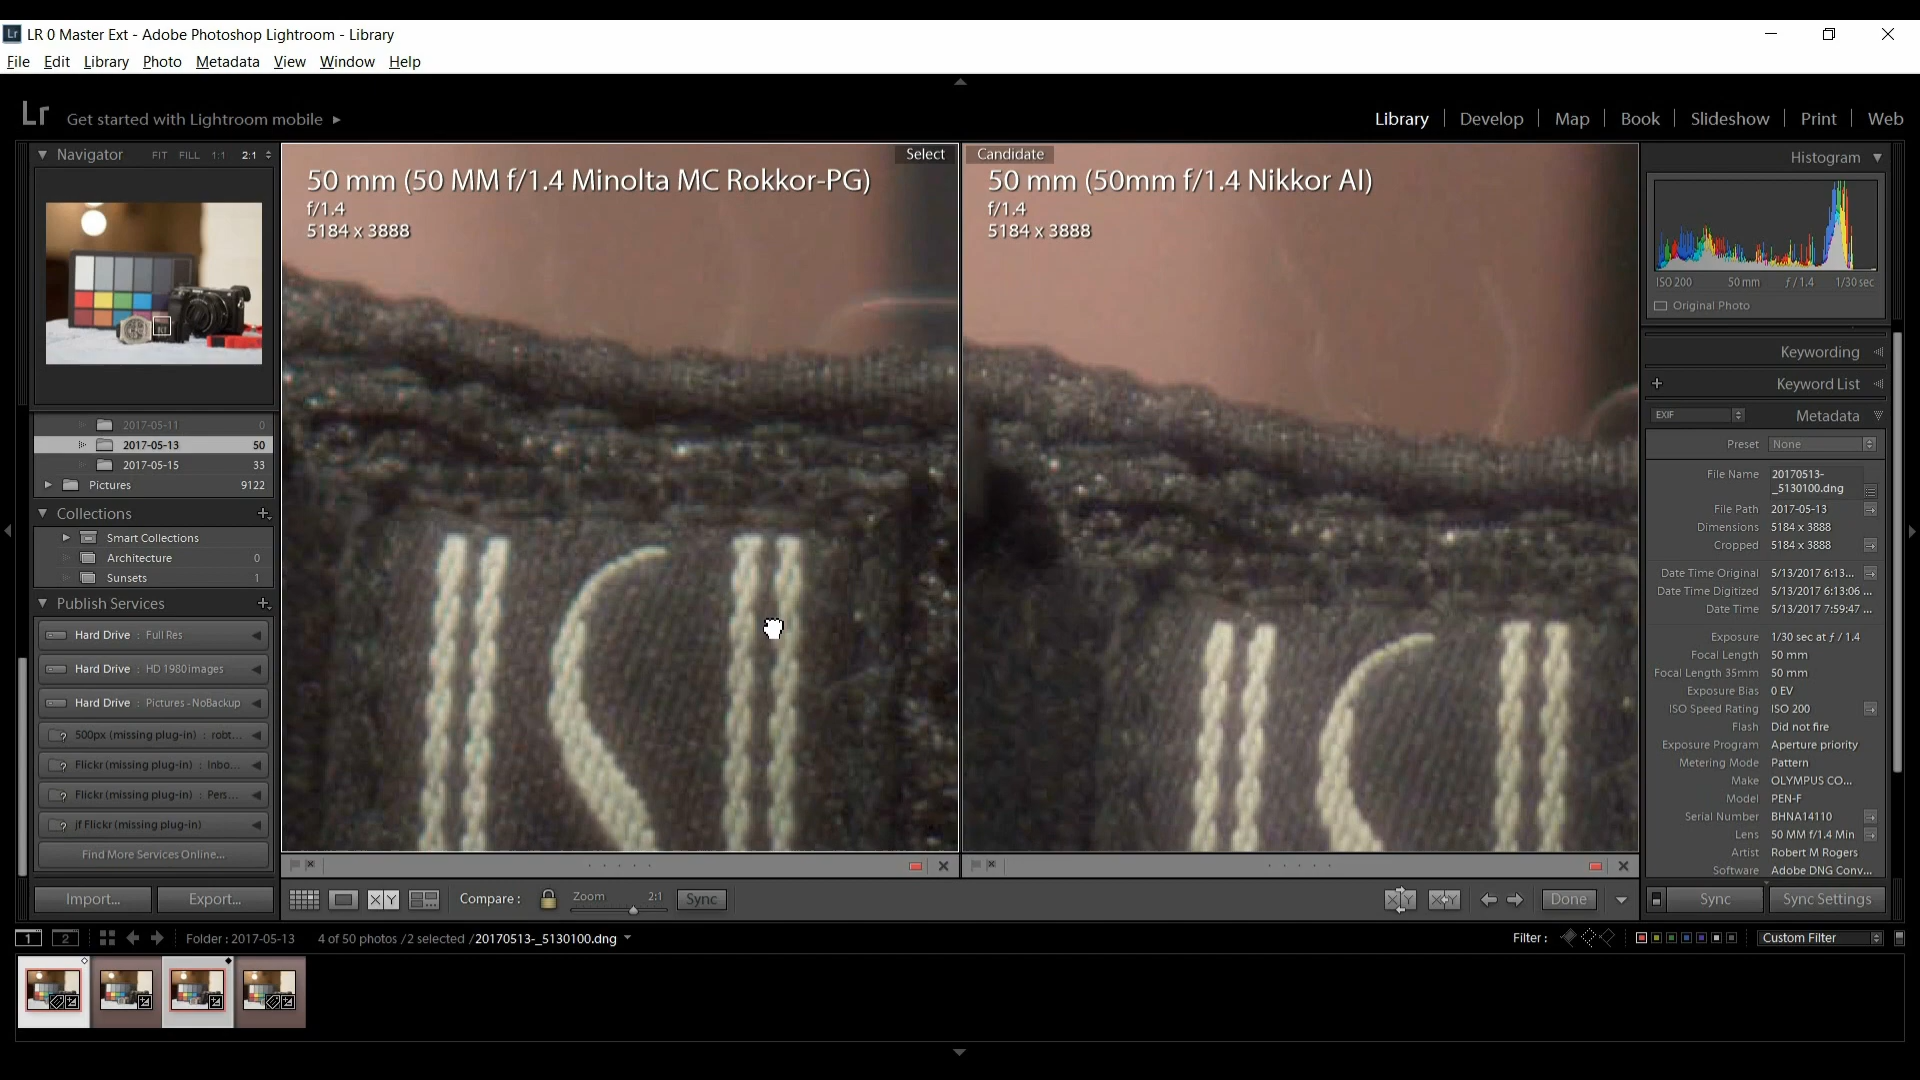 Lr LR 0 Master Ext - Adobe Photoshop Lightroom - Library
File Edit Library Photo Metadata View Window Help
Lr Get started with Lightroom mobile
Library Develop Map Book Slideshow Print Web
Navigator FIT FILL 1:1 2:1
2017-05-11 0
2017-05-13 50
2017-05-15 33
Pictures 9122
Collections
Smart Collections
Architecture 0
Sunsets 1
Publish Services
Hard Drive : Full Res
Hard Drive : HD 1980images
Hard Drive : Pictures - NoBackup
500px (missing plug-in) : robt...
Flickr (missing plug-in) : Inbo...
Flickr (missing plug-in) : Pers...
jf Flickr (missing plug-in)
Find More Services Online...
Import... Export...
Select
50 mm (50 MM f/1.4 Minolta MC Rokkor-PG)
f/1.4
5184 x 3888
Candidate
50 mm (50mm f/1.4 Nikkor AI)
f/1.4
5184 x 3888
Compare : Zoom 2:1 Sync
XY XY Done
Histogram
ISO 200 50 mm f / 1.4 1/30 sec
Original Photo
Keywording
Keyword List
EXIF Metadata
Preset None
File Name 20170513-
_5130100.dng
File Path 2017-05-13
Dimensions 5184 x 3888
Cropped 5184 x 3888
Date Time Original 5/13/2017 6:13...
Date Time Digitized 5/13/2017 6:13:06 ...
Date Time 5/13/2017 7:59:47 ...
Exposure 1/30 sec at f / 1.4
Focal Length 50 mm
Focal Length 35mm 50 mm
Exposure Bias 0 EV
ISO Speed Rating ISO 200
Flash Did not fire
Exposure Program Aperture priority
Metering Mode Pattern
Make OLYMPUS CO...
Model PEN-F
Serial Number BHNA14110
Lens 50 MM f/1.4 Min
Artist Robert M Rogers
Software Adobe DNG Conv...
Sync Sync Settings
1 2 Folder : 2017-05-13 4 of 50 photos /2 selected /20170513-_5130100.dng
Filter : Custom Filter